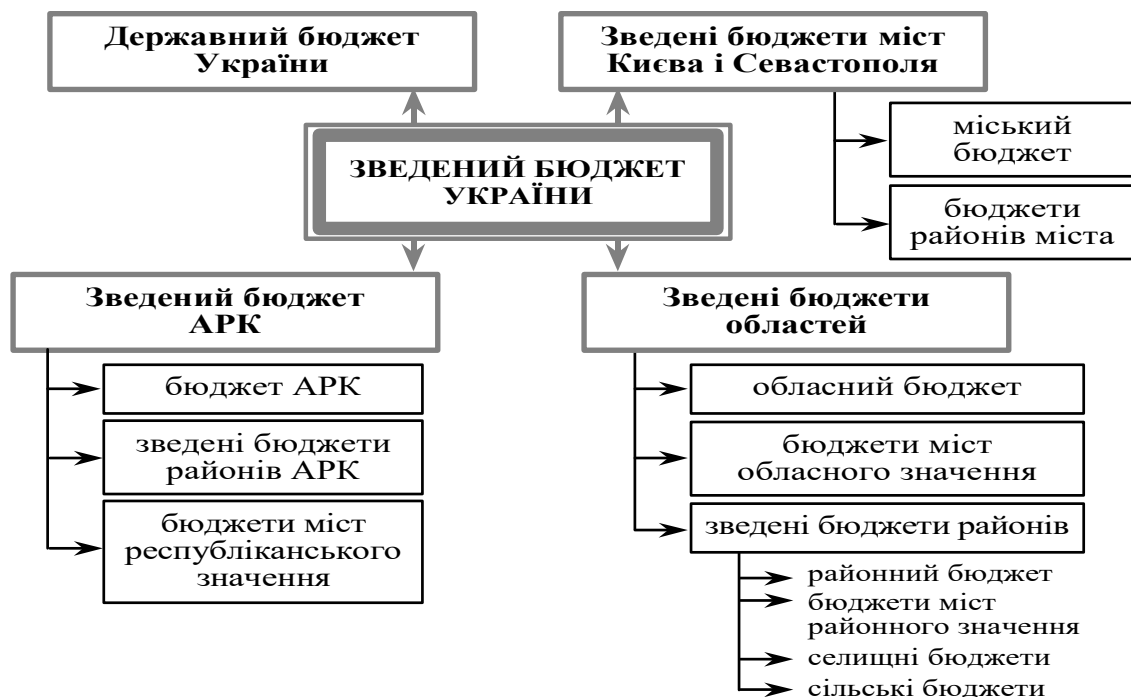 Державний бюджет
України
Зведені бюджети міст
Києва і Севастополя
міський
бюджет
бюджети
районів міста
ЗВЕДЕНИЙ БЮДЖЕТ
УКРАЇНИ
Зведений бюджет
АРК
бюджет АРК
зведені бюджети
районів АРК
бюджети міст
республіканського
значення
Зведені бюджети
областей
обласний бюджет
бюджети міст
обласного значення
зведені бюджети районів
районний бюджет
бюджети міст
районного значення
селищні бюджети
сільські бюджети